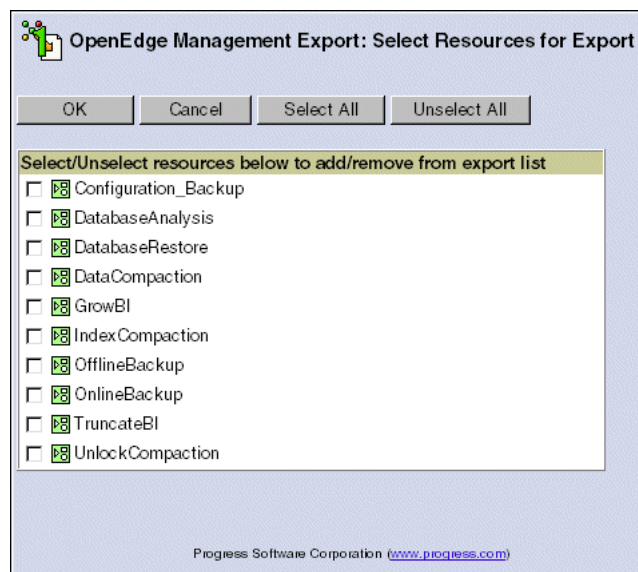 OpenEdge Management Export: Select Resources for Export
OK Cancel Select All Unselect All
Select/Unselect resources below to add/remove from export list
Configuration_Backup
DatabaseAnalysis
DatabaseRestore
DataCompaction
GrowBI
IndexCompaction
OfflineBackup
OnlineBackup
TruncateBI
UnlockCompaction
Progress Software Corporation (www.progress.com)